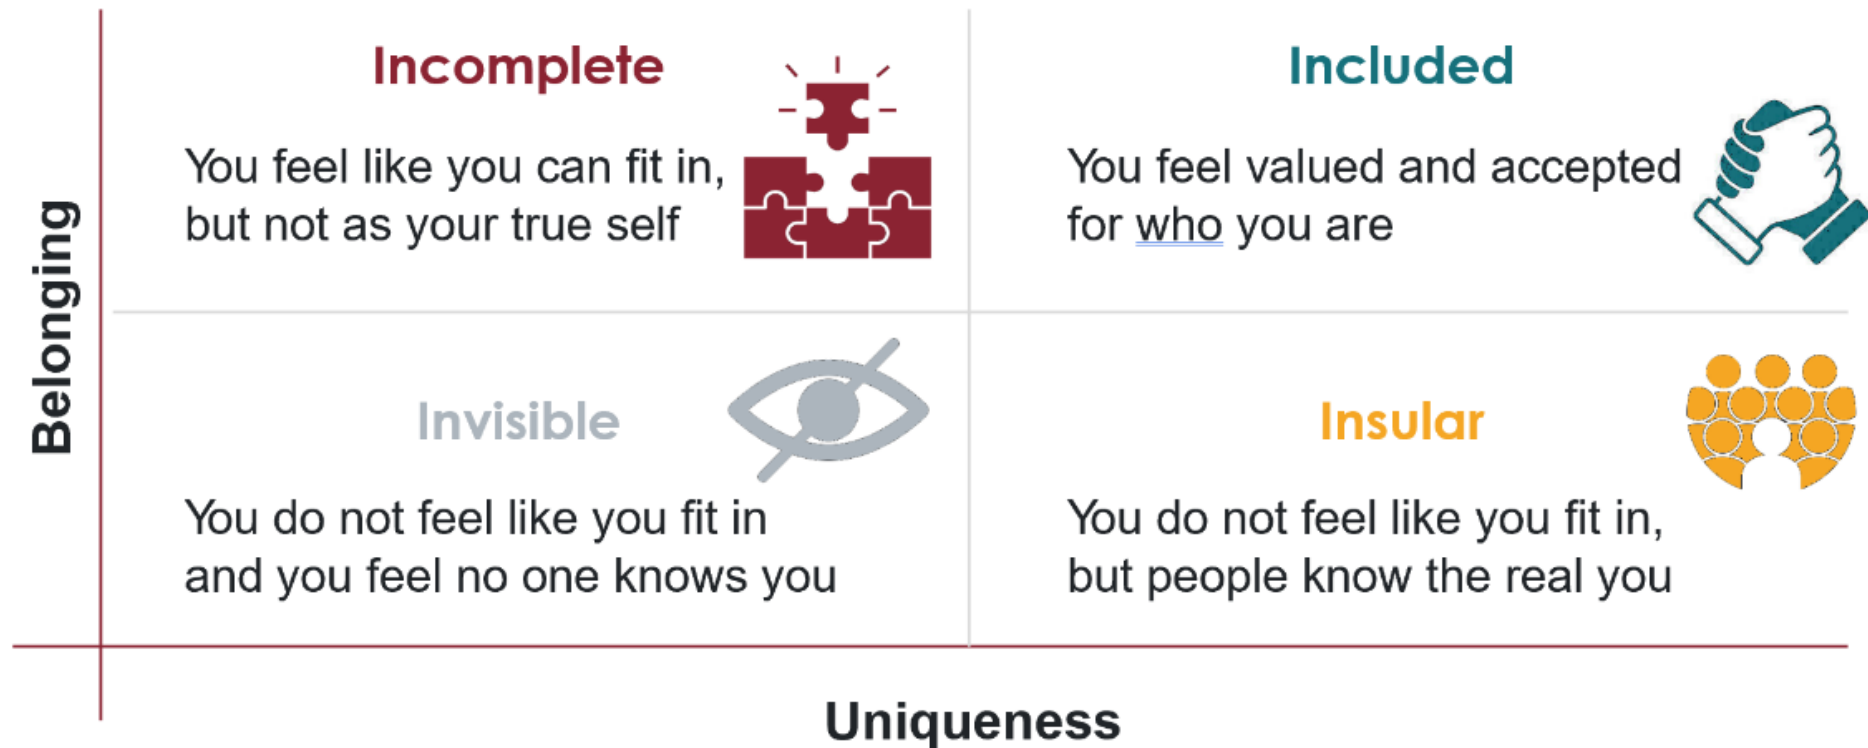 Belonging
Incomplete
You feel like you can fit in,
but not as your true self
Included
You feel valued and accepted
for who you are
Invisible
You do not feel like you fit in
and you feel no one knows you
Insular
You do not feel like you fit in,
but people know the real you
Uniqueness